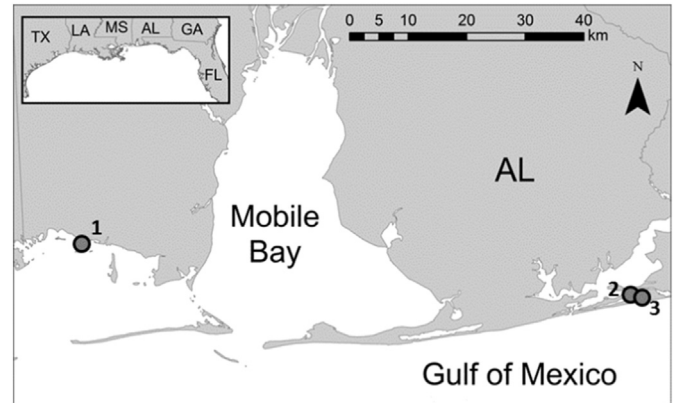 TX LA MS AL GA
FL
0 5 10 20 30 40
km
N
AL
1
Mobile
Bay
2
3
Gulf of Mexico